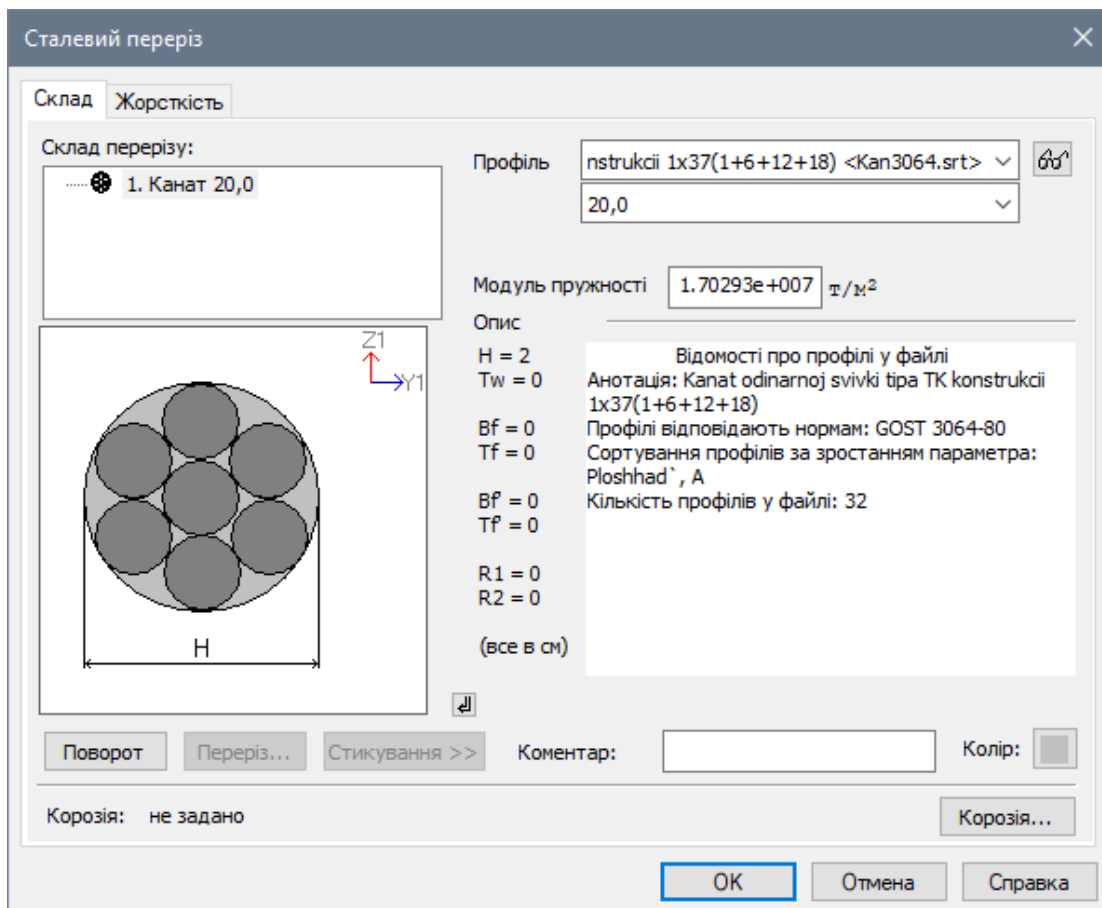 Сталевий переріз
Склад
Жорсткість
Склад перерізу:
1. Канат 20,0
Профіль
nstrukcii 1x37(1+6+12+18) <Kan3064.srt>
20,0
Модуль пружності
1.70293e+007
т/м²
Опис
Z1
Y1
H
H = 2
Tw = 0
Bf = 0
Tf = 0
Bf' = 0
Tf' = 0
R1 = 0
R2 = 0
(все в см)
Відомості про профілі у файлі
Анотація: Kanat odinarnoj svivki tipa TK konstrukcii
1x37(1+6+12+18)
Профілі відповідають нормам: GOST 3064-80
Сортування профілів за зростанням параметра:
Ploshhad`, A
Кількість профілів у файлі: 32
Поворот
Переріз...
Стикування >>
Коментар:
Колір:
Корозія: не задано
Корозія...
OK
Отмена
Справка